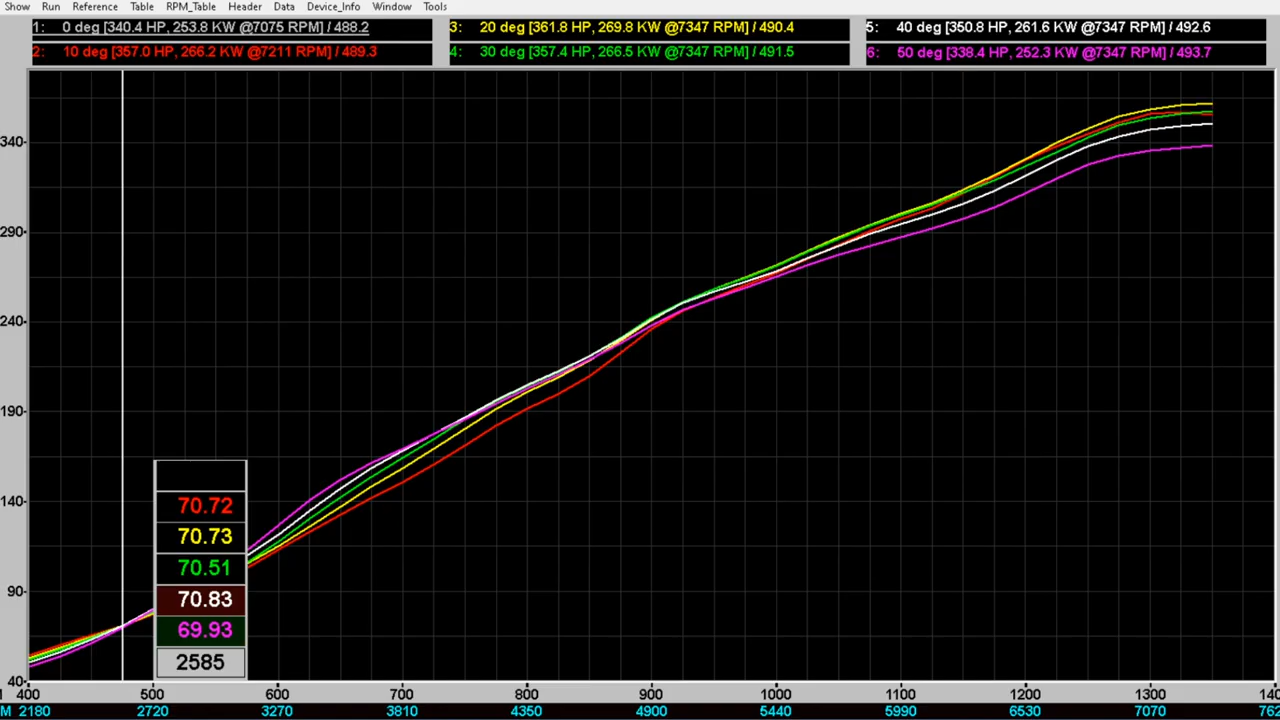 Show Run Reference Table RPM_Table Header Data Device_Info Window Tools
1: 0 deg [340.4 HP, 253.8 KW @7075 RPM] / 488.2
3: 20 deg [361.8 HP, 269.8 KW @7347 RPM] / 490.4
5: 40 deg [350.8 HP, 261.6 KW @7347 RPM] / 492.6
2: 10 deg [357.0 HP, 266.2 KW @7211 RPM] / 489.3
4: 30 deg [357.4 HP, 266.5 KW @7347 RPM] / 491.5
6: 50 deg [338.4 HP, 252.3 KW @7347 RPM] / 493.7
340
290
240
190
140
90
40
70.72
70.73
70.51
70.83
69.93
2585
400 500 600 700 800 900 1000 1100 1200 1300 140
M 2180 2720 3270 3810 4350 4900 5440 5990 6530 7070 762